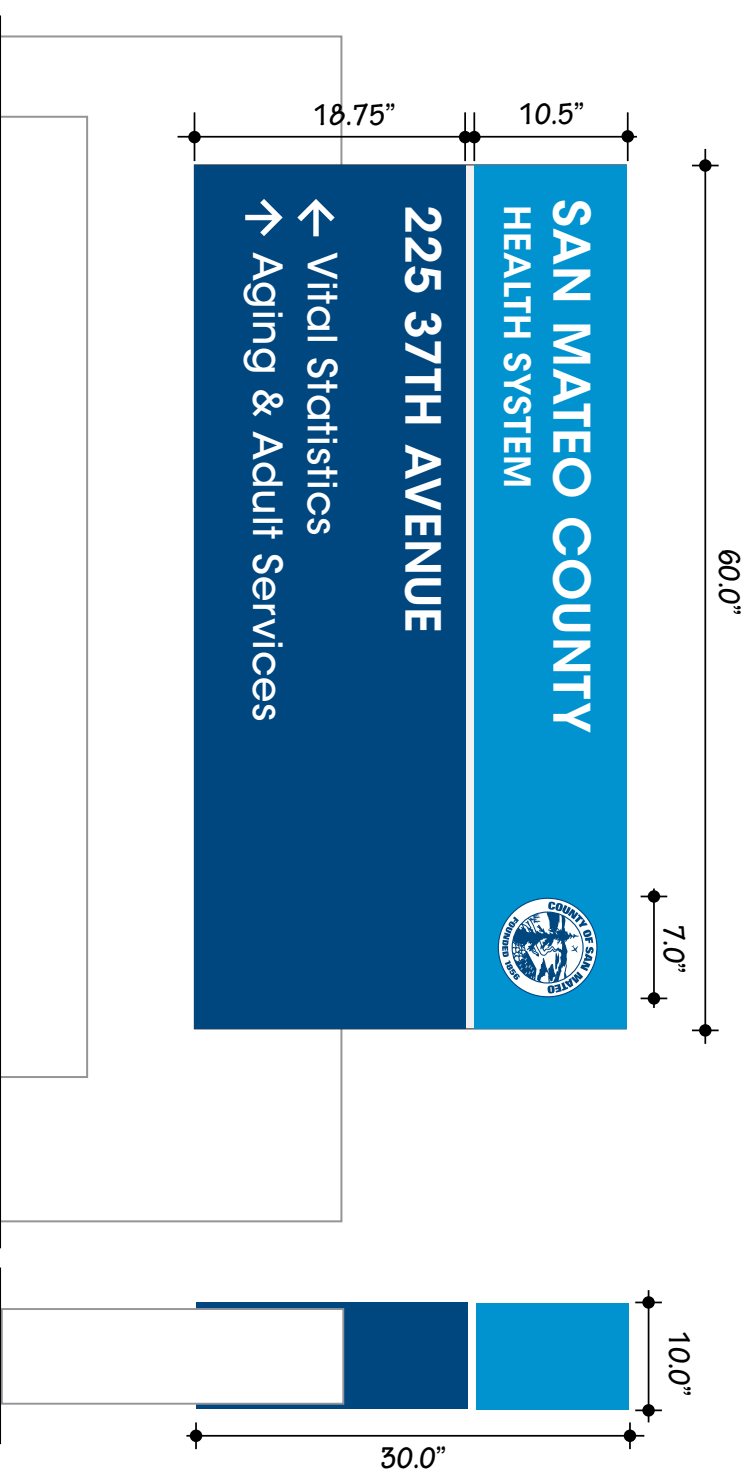 SAN MATEO COUNTY
HEALTH SYSTEM
225 37TH AVENUE
← Vital Statistics
→ Aging & Adult Services
COUNTY OF SAN MATEO
FOUNDED 1856
60.0”
7.0”
10.5”
18.75”
10.0”
30.0”